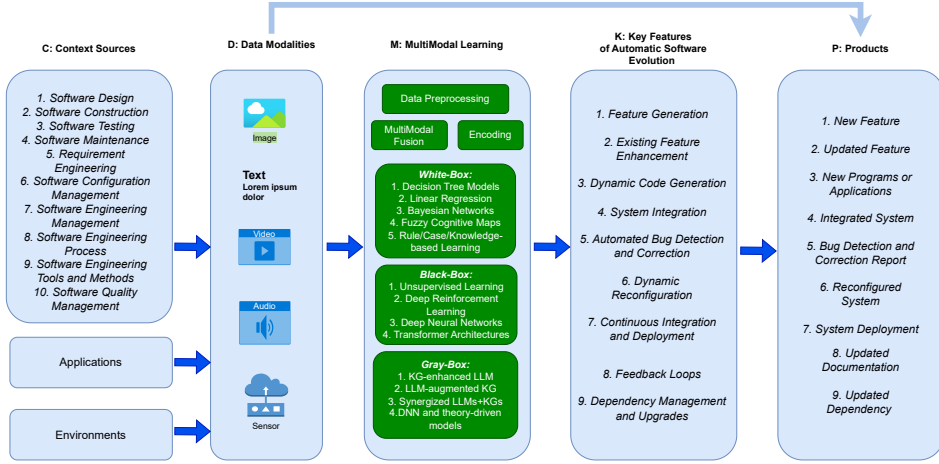 C: Context Sources
1. Software Design
2. Software Construction
3. Software Testing
4. Software Maintenance
5. Requirement
Engineering
6. Software Configuration
Management
7. Software Engineering
Management
8. Software Engineering
Process
9. Software Engineering
Tools and Methods
10. Software Quality
Management
Applications
Environments
D: Data Modalities
Image
Text
Lorem ipsum
dolor
Video
Audio
Sensor
M: MultiModal Learning
Data Preprocessing
MultiModal
Fusion
Encoding
White-Box:
1. Decision Tree Models
2. Linear Regression
3. Bayesian Networks
4. Fuzzy Cognitive Maps
5. Rule/Case/Knowledge-
based Learning
Black-Box:
1. Unsupervised Learning
2. Deep Reinforcement
Learning
3. Deep Neural Networks
4. Transformer Architectures
Gray-Box:
1. KG-enhanced LLM
2. LLM-augmented KG
3. Synergized LLMs+KGs
4.DNN and theory-driven
models
K: Key Features
of Automatic Software
Evolution
1. Feature Generation
2. Existing Feature
Enhancement
3. Dynamic Code Generation
4. System Integration
5. Automated Bug Detection
and Correction
6. Dynamic
Reconfiguration
7. Continuous Integration
and Deployment
8. Feedback Loops
9. Dependency Management
and Upgrades
P: Products
1. New Feature
2. Updated Feature
3. New Programs or
Applications
4. Integrated System
5. Bug Detection and
Correction Report
6. Reconfigured
System
7. System Deployment
8. Updated
Documentation
9. Updated
Dependency